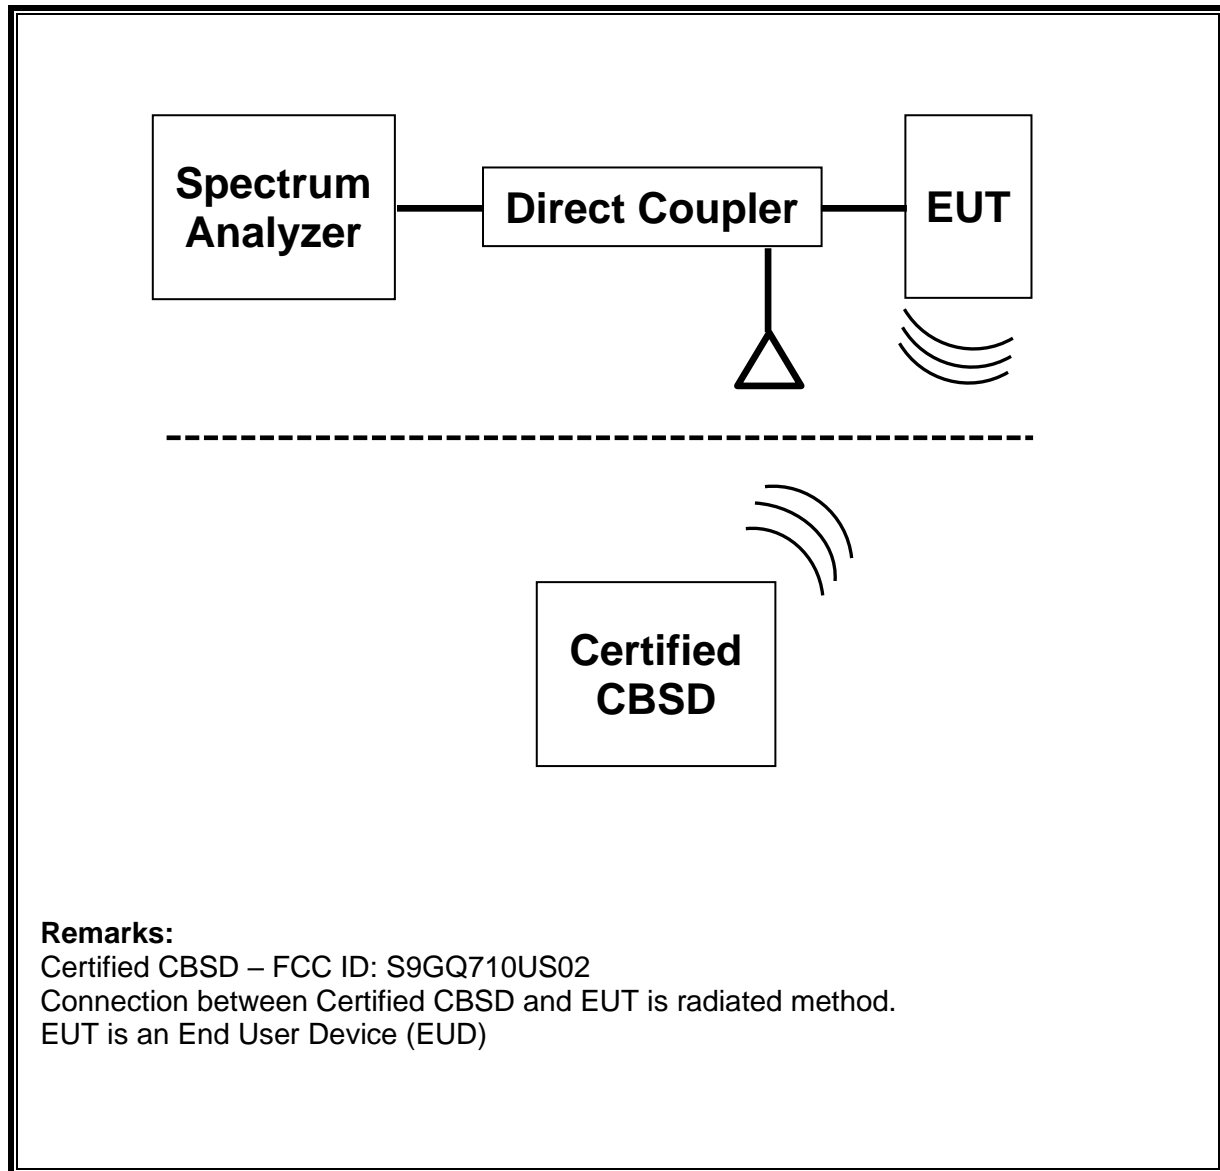 Spectrum
Analyzer
Direct Coupler
EUT
Certified
CBSD
Remarks:
Certified CBSD – FCC ID: S9GQ710US02
Connection between Certified CBSD and EUT is radiated method.
EUT is an End User Device (EUD)